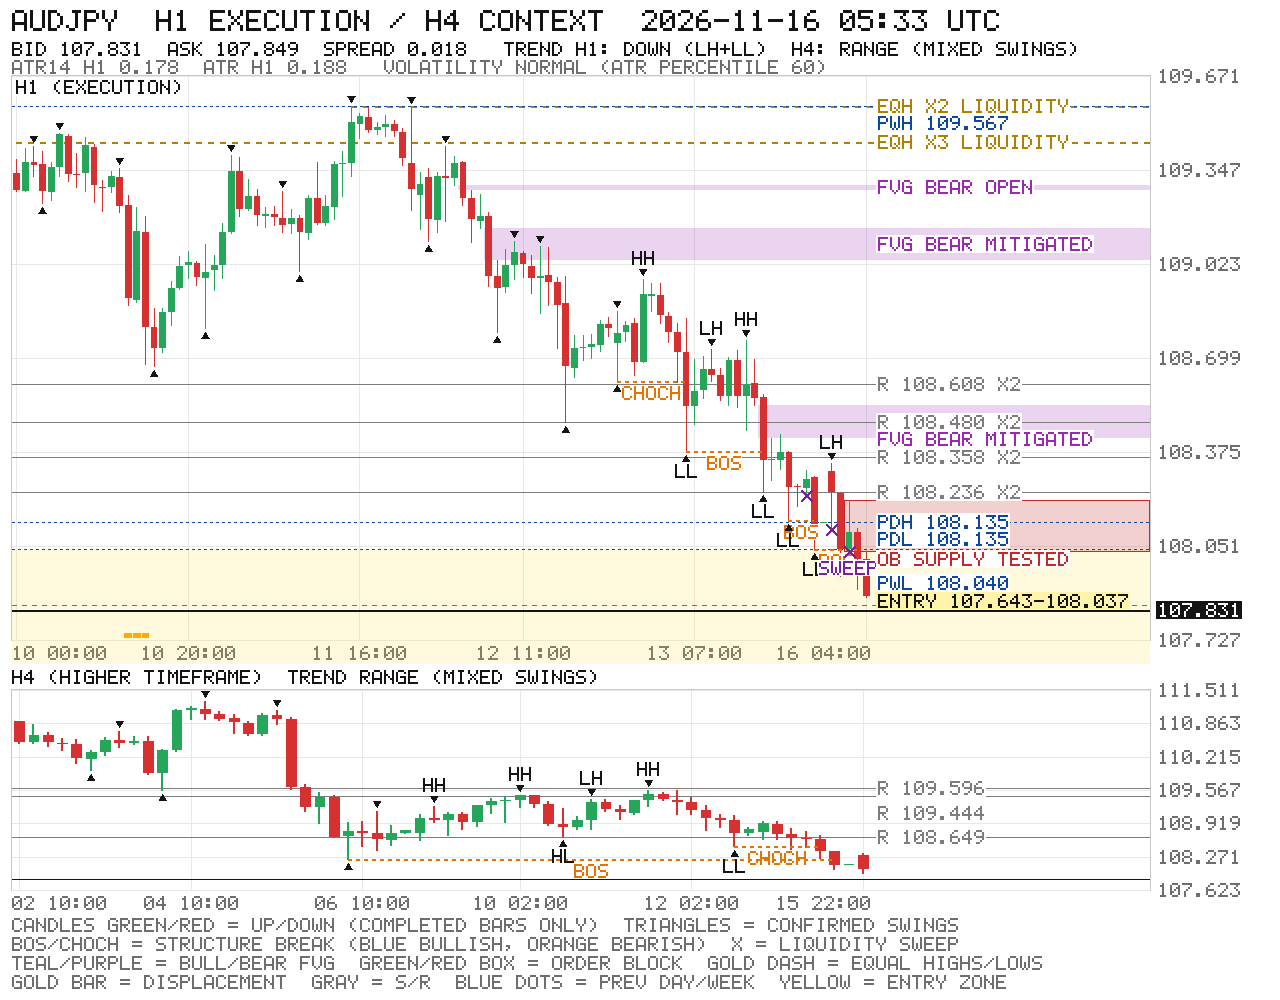 AUDJPY  H1 EXECUTION / H4 CONTEXT  2026-11-16 05:33 UTC
BID 107.831  ASK 107.849  SPREAD 0.018   TREND H1: DOWN (LH+LL)  H4: RANGE (MIXED SWINGS)
ATR14 H1 0.178  ATR H1 0.188   VOLATILITY NORMAL (ATR PERCENTILE 60)
109.671
H1 (EXECUTION)
EQH X2 LIQUIDITY
PWH 109.567
EQH X3 LIQUIDITY
109.347
FVG BEAR OPEN
FVG BEAR MITIGATED
HH
109.023
LH HH
108.699
R 108.608 X2
CHOCH
R 108.480 X2
FVG BEAR MITIGATED
LH
108.375
R 108.358 X2
BOS
LL
R 108.236 X2
LL
PDH 108.135
BOS
PDL 108.135
LL
108.051
OB SUPPLY TESTED
SWEEP
PWL 108.040
ENTRY 107.643-108.037
107.831
107.727
10 00:00 10 20:00 11 16:00 12 11:00 13 07:00 16 04:00
H4 (HIGHER TIMEFRAME)  TREND RANGE (MIXED SWINGS)
111.511
110.863
110.215
HH HH LH HH
R 109.596
109.567
R 109.444
108.919
R 108.649
HL
CHOCH
108.271
LL
BOS
107.623
02 10:00 04 10:00 06 10:00 10 02:00 12 02:00 15 22:00
CANDLES GREEN/RED = UP/DOWN (COMPLETED BARS ONLY)  TRIANGLES = CONFIRMED SWINGS
BOS/CHOCH = STRUCTURE BREAK (BLUE BULLISH, ORANGE BEARISH)  X = LIQUIDITY SWEEP
TEAL/PURPLE = BULL/BEAR FVG  GREEN/RED BOX = ORDER BLOCK  GOLD DASH = EQUAL HIGHS/LOWS
GOLD BAR = DISPLACEMENT  GRAY = S/R  BLUE DOTS = PREV DAY/WEEK  YELLOW = ENTRY ZONE